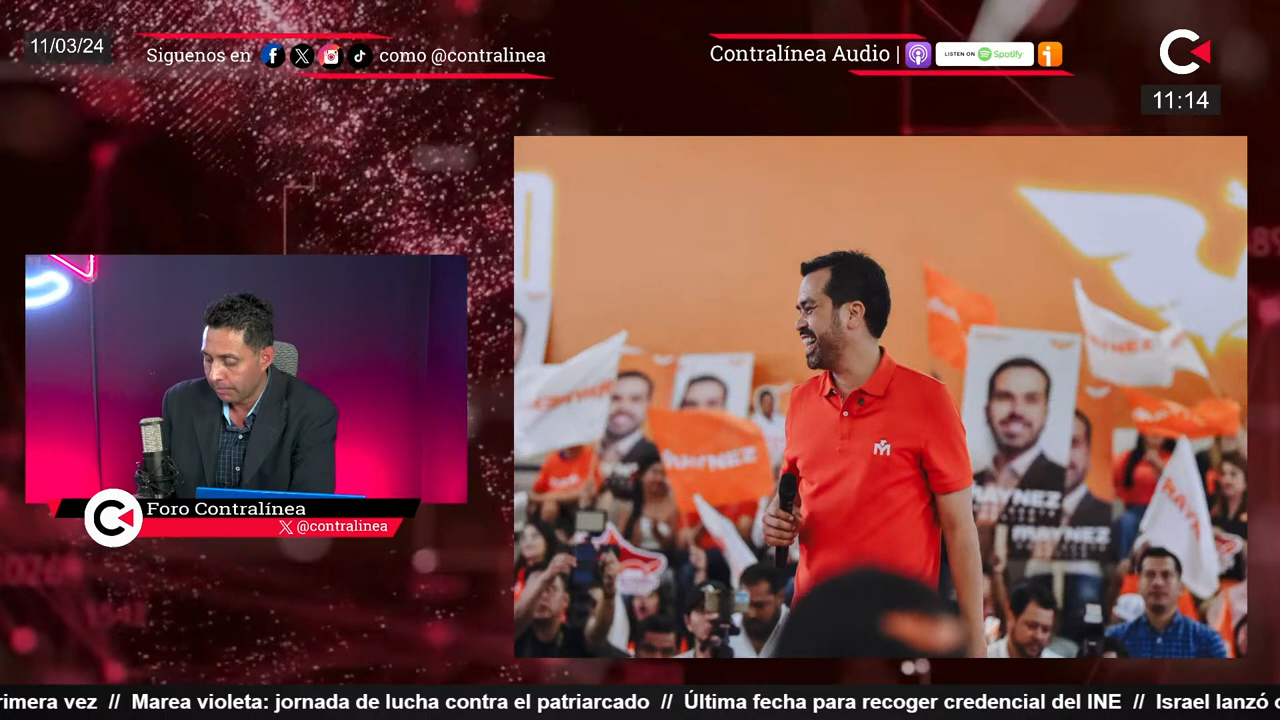 11/03/24
Siguenos en
como @contralinea
Contralínea Audio |
LISTEN ON Spotify
11:14
MAYNEZ
MAYNEZ
MAYNEZ
Foro Contralínea
@contralinea
rimera vez // Marea violeta: jornada de lucha contra el patriarcado // Última fecha para recoger credencial del INE // Israel lanzó